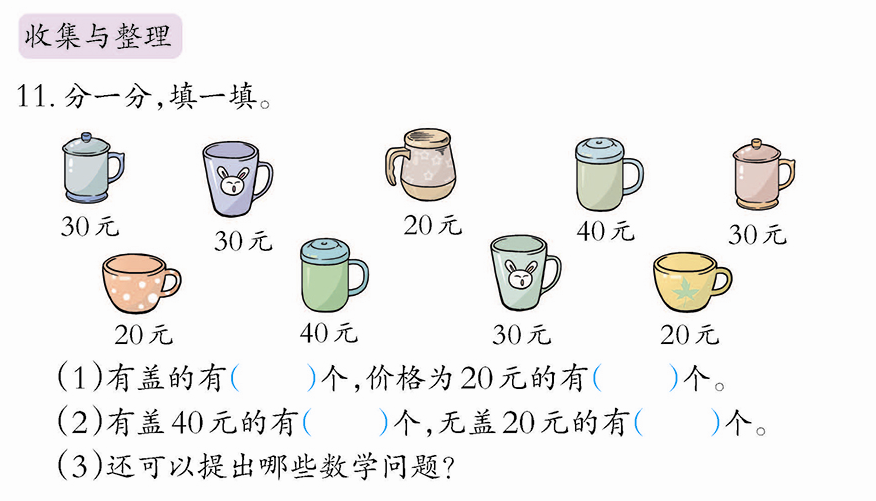 收集与整理
11. 分一分,填一填。
30元 30元 20元 40元 30元
20元 40元 30元 20元
(1)有盖的有( )个,价格为20元的有( )个。
(2)有盖40元的有( )个,无盖20元的有( )个。
(3)还可以提出哪些数学问题?